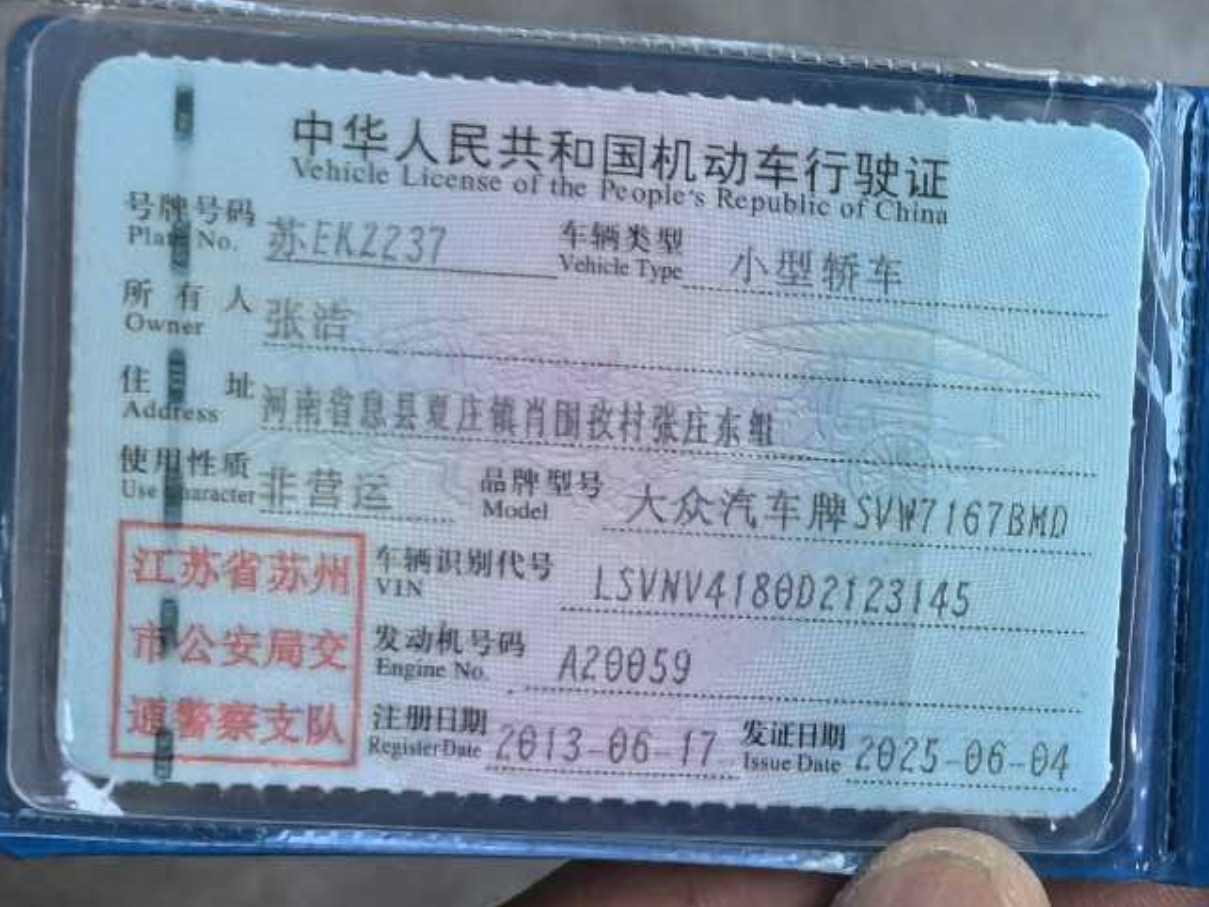 中华人民共和国机动车行驶证
Vehicle License of the People's Republic of China
号牌号码 苏EK2237 车辆类型 小型轿车
Plate No. Vehicle Type
所有人 张浩
Owner
住址 河南省息县夏庄镇肖围孜村张庄东组
Address
使用性质 非营运 品牌型号 大众汽车牌SVW7167BMD
Use Character Model
江苏省苏州
市公安局交
通警察支队
车辆识别代号 LSVNV4180D2123145
VIN
发动机号码 A20059
Engine No.
注册日期 2013-06-17 发证日期 2025-06-04
Register Date Issue Date